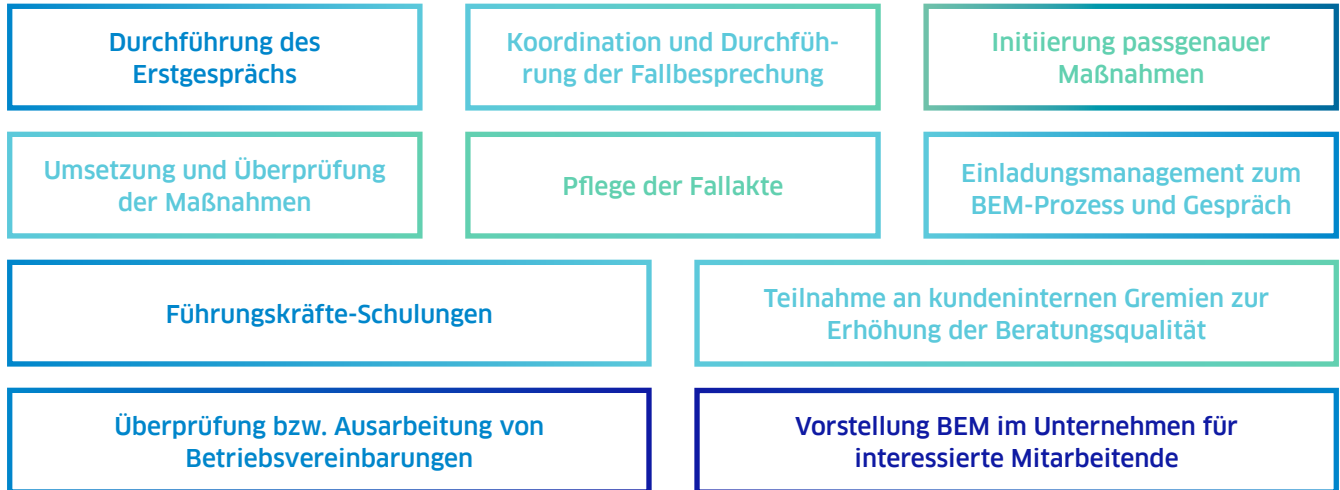 Durchführung des
Erstgesprächs
Koordination und Durchfüh-
rung der Fallbesprechung
Initiierung passgenauer
Maßnahmen
Umsetzung und Überprüfung
der Maßnahmen
Pflege der Fallakte
Einladungsmanagement zum
BEM-Prozess und Gespräch
Führungskräfte-Schulungen
Teilnahme an kundeninternen Gremien zur
Erhöhung der Beratungsqualität
Überprüfung bzw. Ausarbeitung von
Betriebsvereinbarungen
Vorstellung BEM im Unternehmen für
interessierte Mitarbeitende